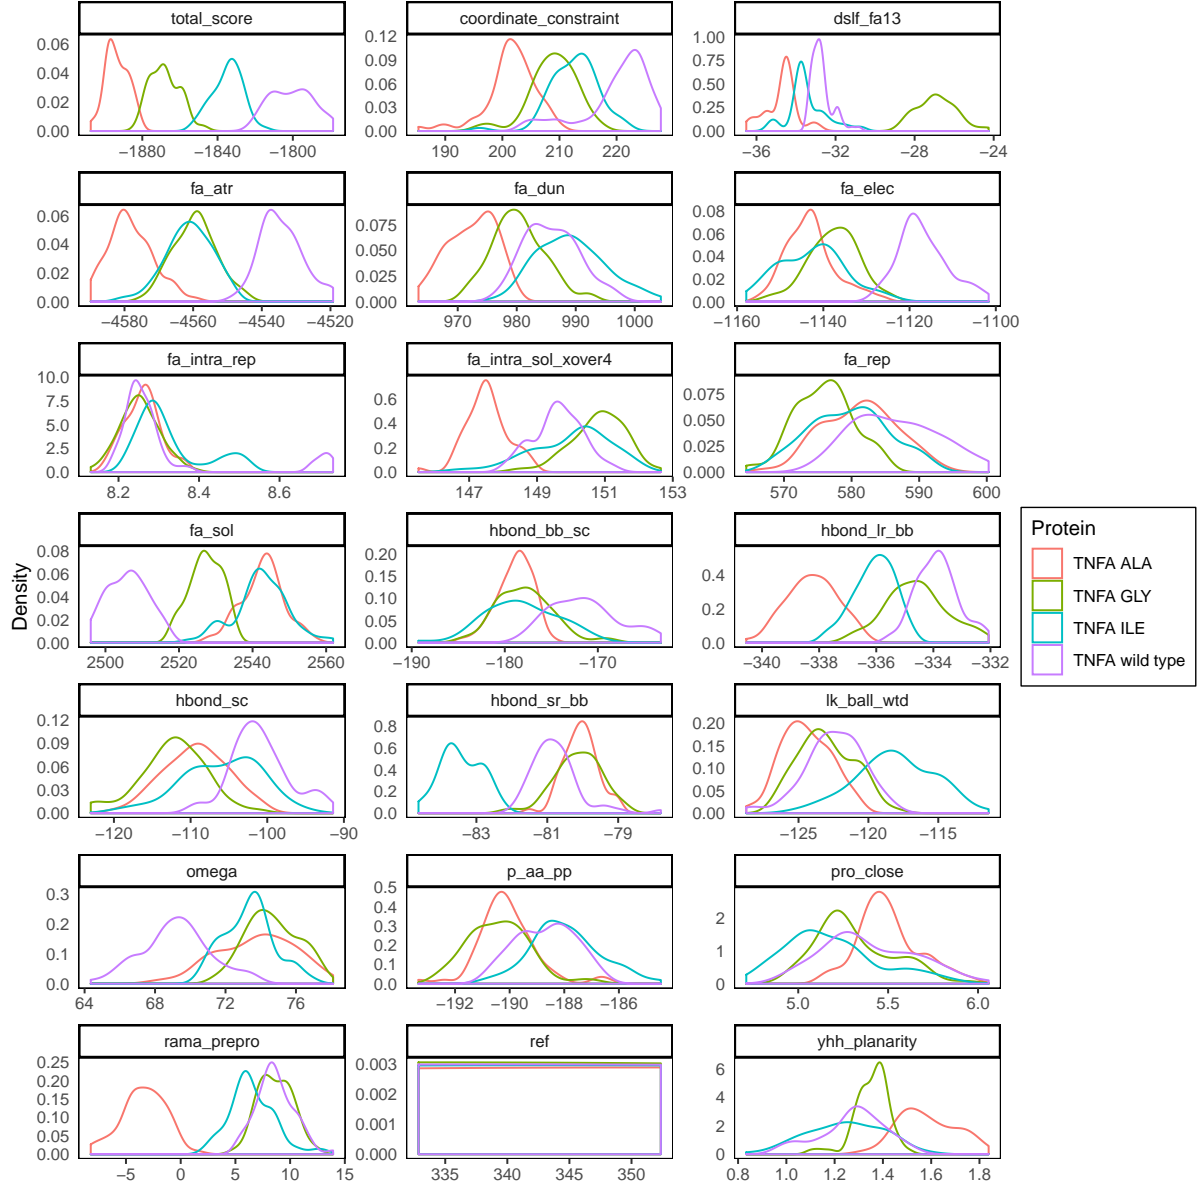 total_score
coordinate_constraint
dslf_fa13
0.06
0.04
0.02
0.00
−1880 −1840 −1800
0.12
0.09
0.06
0.03
0.00
190 200 210 220
1.00
0.75
0.50
0.25
0.00
−36 −32 −28 −24
fa_atr
fa_dun
fa_elec
0.06
0.04
0.02
0.00
−4580 −4560 −4540 −4520
0.075
0.050
0.025
0.000
970 980 990 1000
0.08
0.06
0.04
0.02
0.00
−1160 −1140 −1120 −1100
fa_intra_rep
fa_intra_sol_xover4
fa_rep
10.0
7.5
5.0
2.5
0.0
8.2 8.4 8.6
0.6
0.4
0.2
0.0
147 149 151 153
0.075
0.050
0.025
0.000
570 580 590 600
fa_sol
hbond_bb_sc
hbond_lr_bb
0.08
0.06
0.04
0.02
0.00
2500 2520 2540 2560
0.20
0.15
0.10
0.05
0.00
−190 −180 −170
0.4
0.2
0.0
−340 −338 −336 −334 −332
hbond_sc
hbond_sr_bb
lk_ball_wtd
0.12
0.09
0.06
0.03
0.00
−120 −110 −100 −90
0.8
0.6
0.4
0.2
0.0
−83 −81 −79
0.20
0.15
0.10
0.05
0.00
−125 −120 −115
omega
p_aa_pp
pro_close
0.3
0.2
0.1
0.0
64 68 72 76
0.5
0.4
0.3
0.2
0.1
0.0
−192 −190 −188 −186
2
1
0
5.0 5.5 6.0
rama_prepro
ref
yhh_planarity
0.25
0.20
0.15
0.10
0.05
0.00
−5 0 5 10 15
0.003
0.002
0.001
0.000
335 340 345 350
6
4
2
0
0.8 1.0 1.2 1.4 1.6 1.8
Density
Protein
TNFA ALA
TNFA GLY
TNFA ILE
TNFA wild type